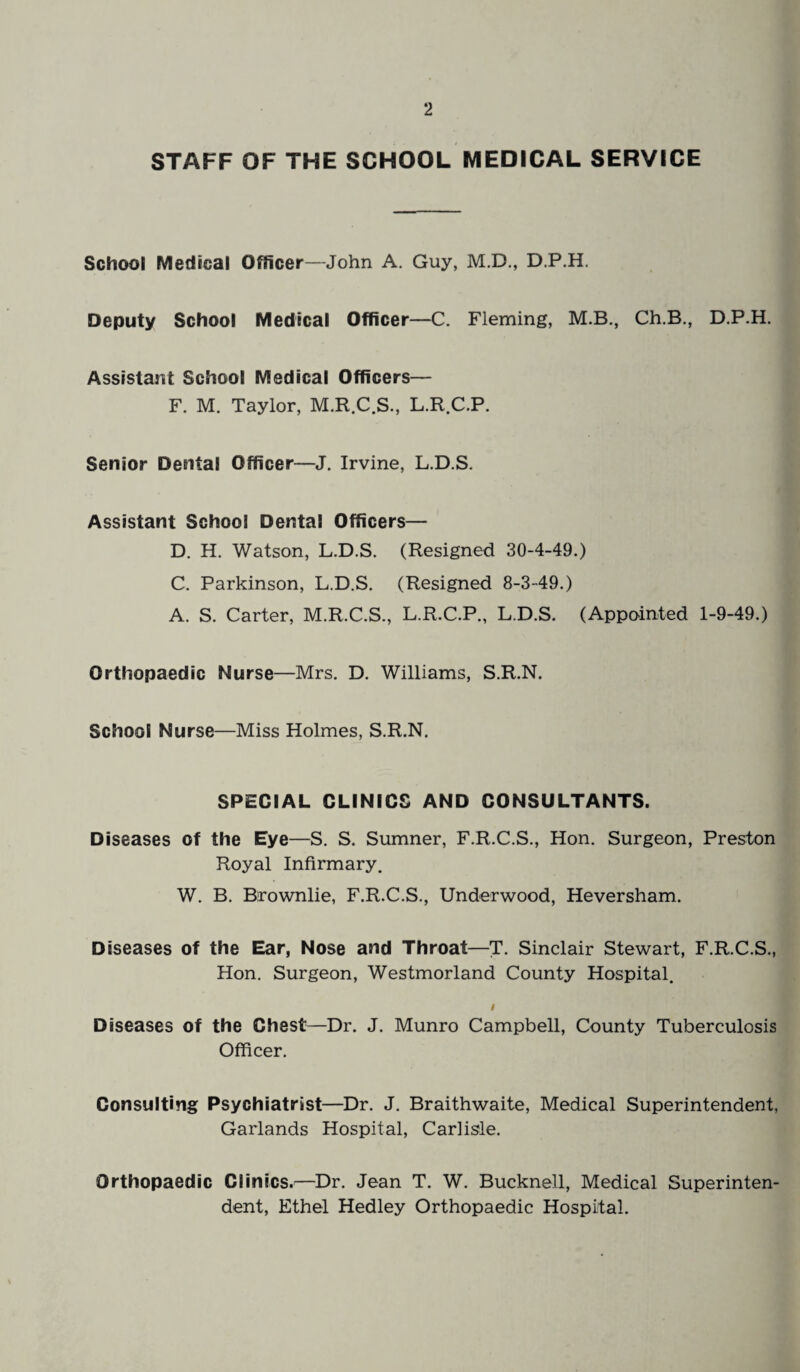 2
STAFF OF THE SCHOOL MEDICAL SERVICE
School Medical Officer—John A. Guy, M.D., D.P.H.
Deputy School Medical Officer—C. Fleming, M.B., Ch.B., D.P.H.
Assistant School Medical Officers—
F. M. Taylor, M.R.C.S., L.R.C.P.
Senior Dental Officer—J. Irvine, L.D.S.
Assistant School Dental Officers—
D. H. Watson, L.D.S. (Resigned 30-4-49.)
C. Parkinson, L.D.S. (Resigned 8-3-49.)
A. S. Carter, M.R.C.S., L.R.C.P., L.D.S. (Appointed 1-9-49.)
Orthopaedic Nurse—Mrs. D. Williams, S.R.N.
School Nurse—Miss Holmes, S.R.N.
SPECIAL CLINICS AND CONSULTANTS.
Diseases of the Eye—S. S. Sumner, F.R.C.S., Hon. Surgeon, Preston
Royal Infirmary.
W. B. Brownlie, F.R.C.S., Underwood, Heversham.
Diseases of the Ear, Nose and Throat—T. Sinclair Stewart, F.R.C.S.,
Hon. Surgeon, Westmorland County Hospital.
Diseases of the Chest—Dr. J. Munro Campbell, County Tuberculosis
Officer.
Consulting Psychiatrist—Dr. J. Braithwaite, Medical Superintendent,
Garlands Hospital, Carlisle.
Orthopaedic Clinics.—Dr. Jean T. W. Bucknell, Medical Superinten-
dent, Ethel Hedley Orthopaedic Hospital.